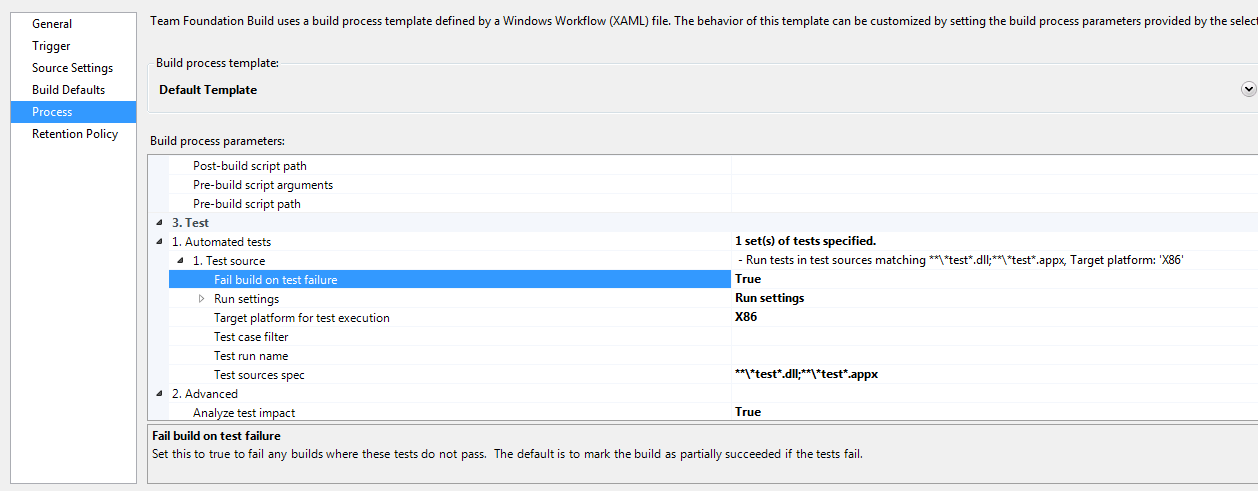 General
Trigger
Source Settings
Build Defaults
Process
Retention Policy
Team Foundation Build uses a build process template defined by a Windows Workflow (XAML) file. The behavior of this template can be customized by setting the build process parameters provided by the select
Build process template:
Default Template
Build process parameters:
Post-build script path
Pre-build script arguments
Pre-build script path
3. Test
1. Automated tests 1 set(s) of tests specified.
1. Test source - Run tests in test sources matching **\*test*.dll;**\*test*.appx, Target platform: 'X86'
Fail build on test failure True
Run settings Run settings
Target platform for test execution X86
Test case filter
Test run name
Test sources spec **\*test*.dll;**\*test*.appx
2. Advanced
Analyze test impact True
Fail build on test failure
Set this to true to fail any builds where these tests do not pass. The default is to mark the build as partially succeeded if the tests fail.